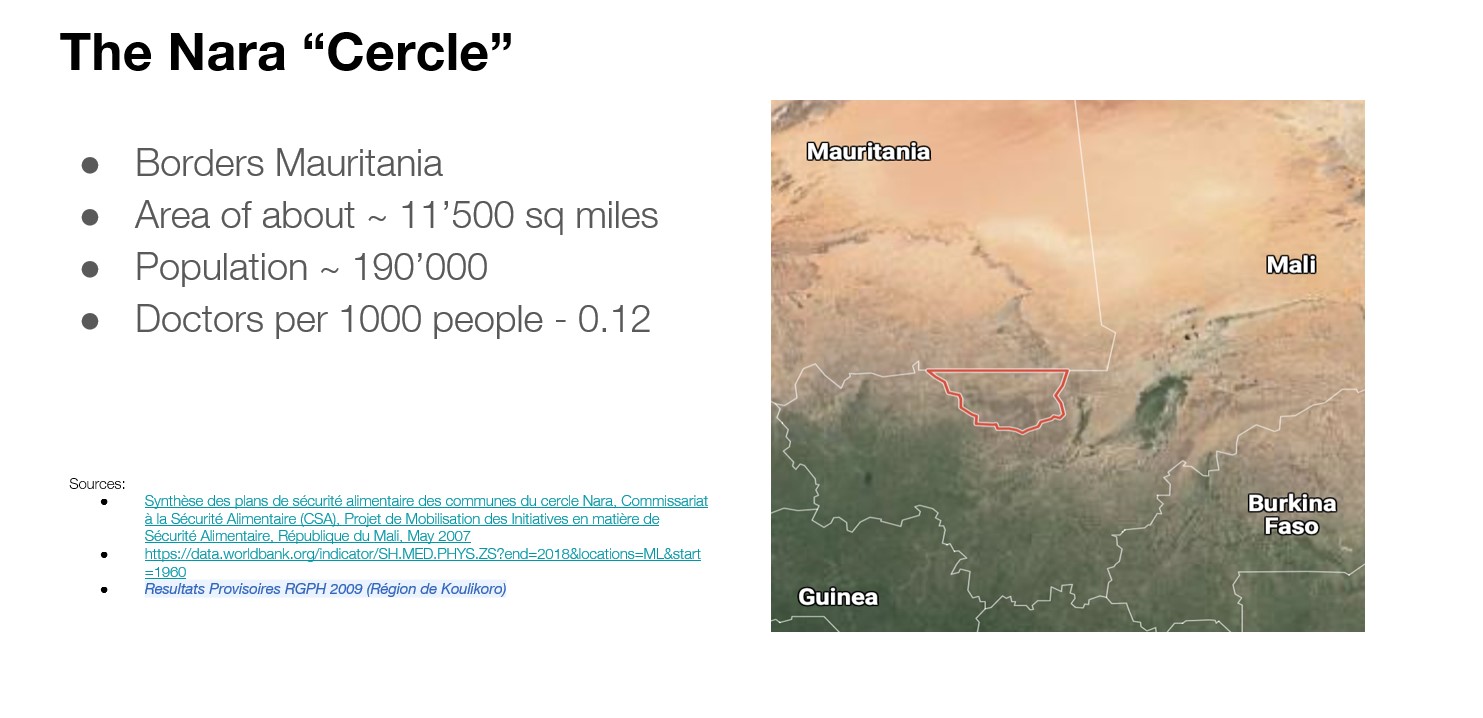 The Nara “Cercle”
● Borders Mauritania
● Area of about ~ 11’500 sq miles
● Population ~ 190’000
● Doctors per 1000 people - 0.12
Sources:
● Synthèse des plans de sécurité alimentaire des communes du cercle Nara, Commissariat
à la Sécurité Alimentaire (CSA), Projet de Mobilisation des Initiatives en matière de
Sécurité Alimentaire, République du Mali, May 2007
● https://data.worldbank.org/indicator/SH.MED.PHYS.ZS?end=2018&locations=ML&start
=1960
● Resultats Provisoires RGPH 2009 (Région de Koulikoro)
Mauritania
Mali
Burkina
Faso
Guinea